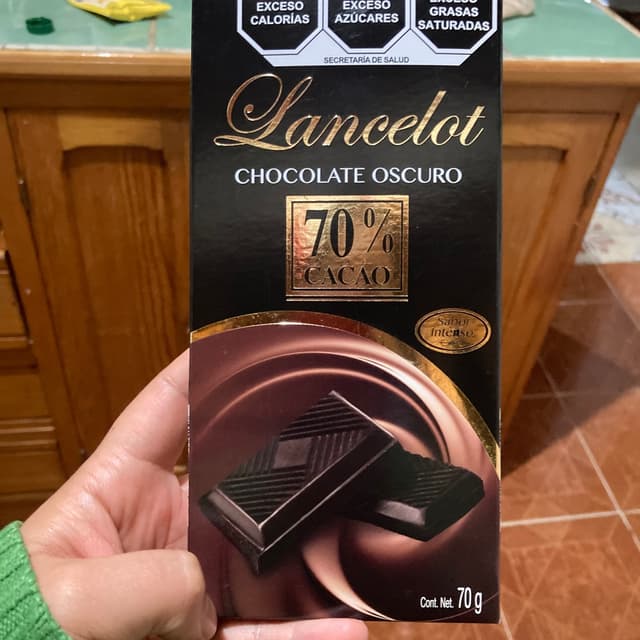 EXCESO
CALORÍAS
EXCESO
AZÚCARES
EXCESO
GRASAS
SATURADAS
SECRETARÍA DE SALUD
Lancelot
CHOCOLATE OSCURO
70%
CACAO
Sabor
Intenso
Cont. Net. 70 g